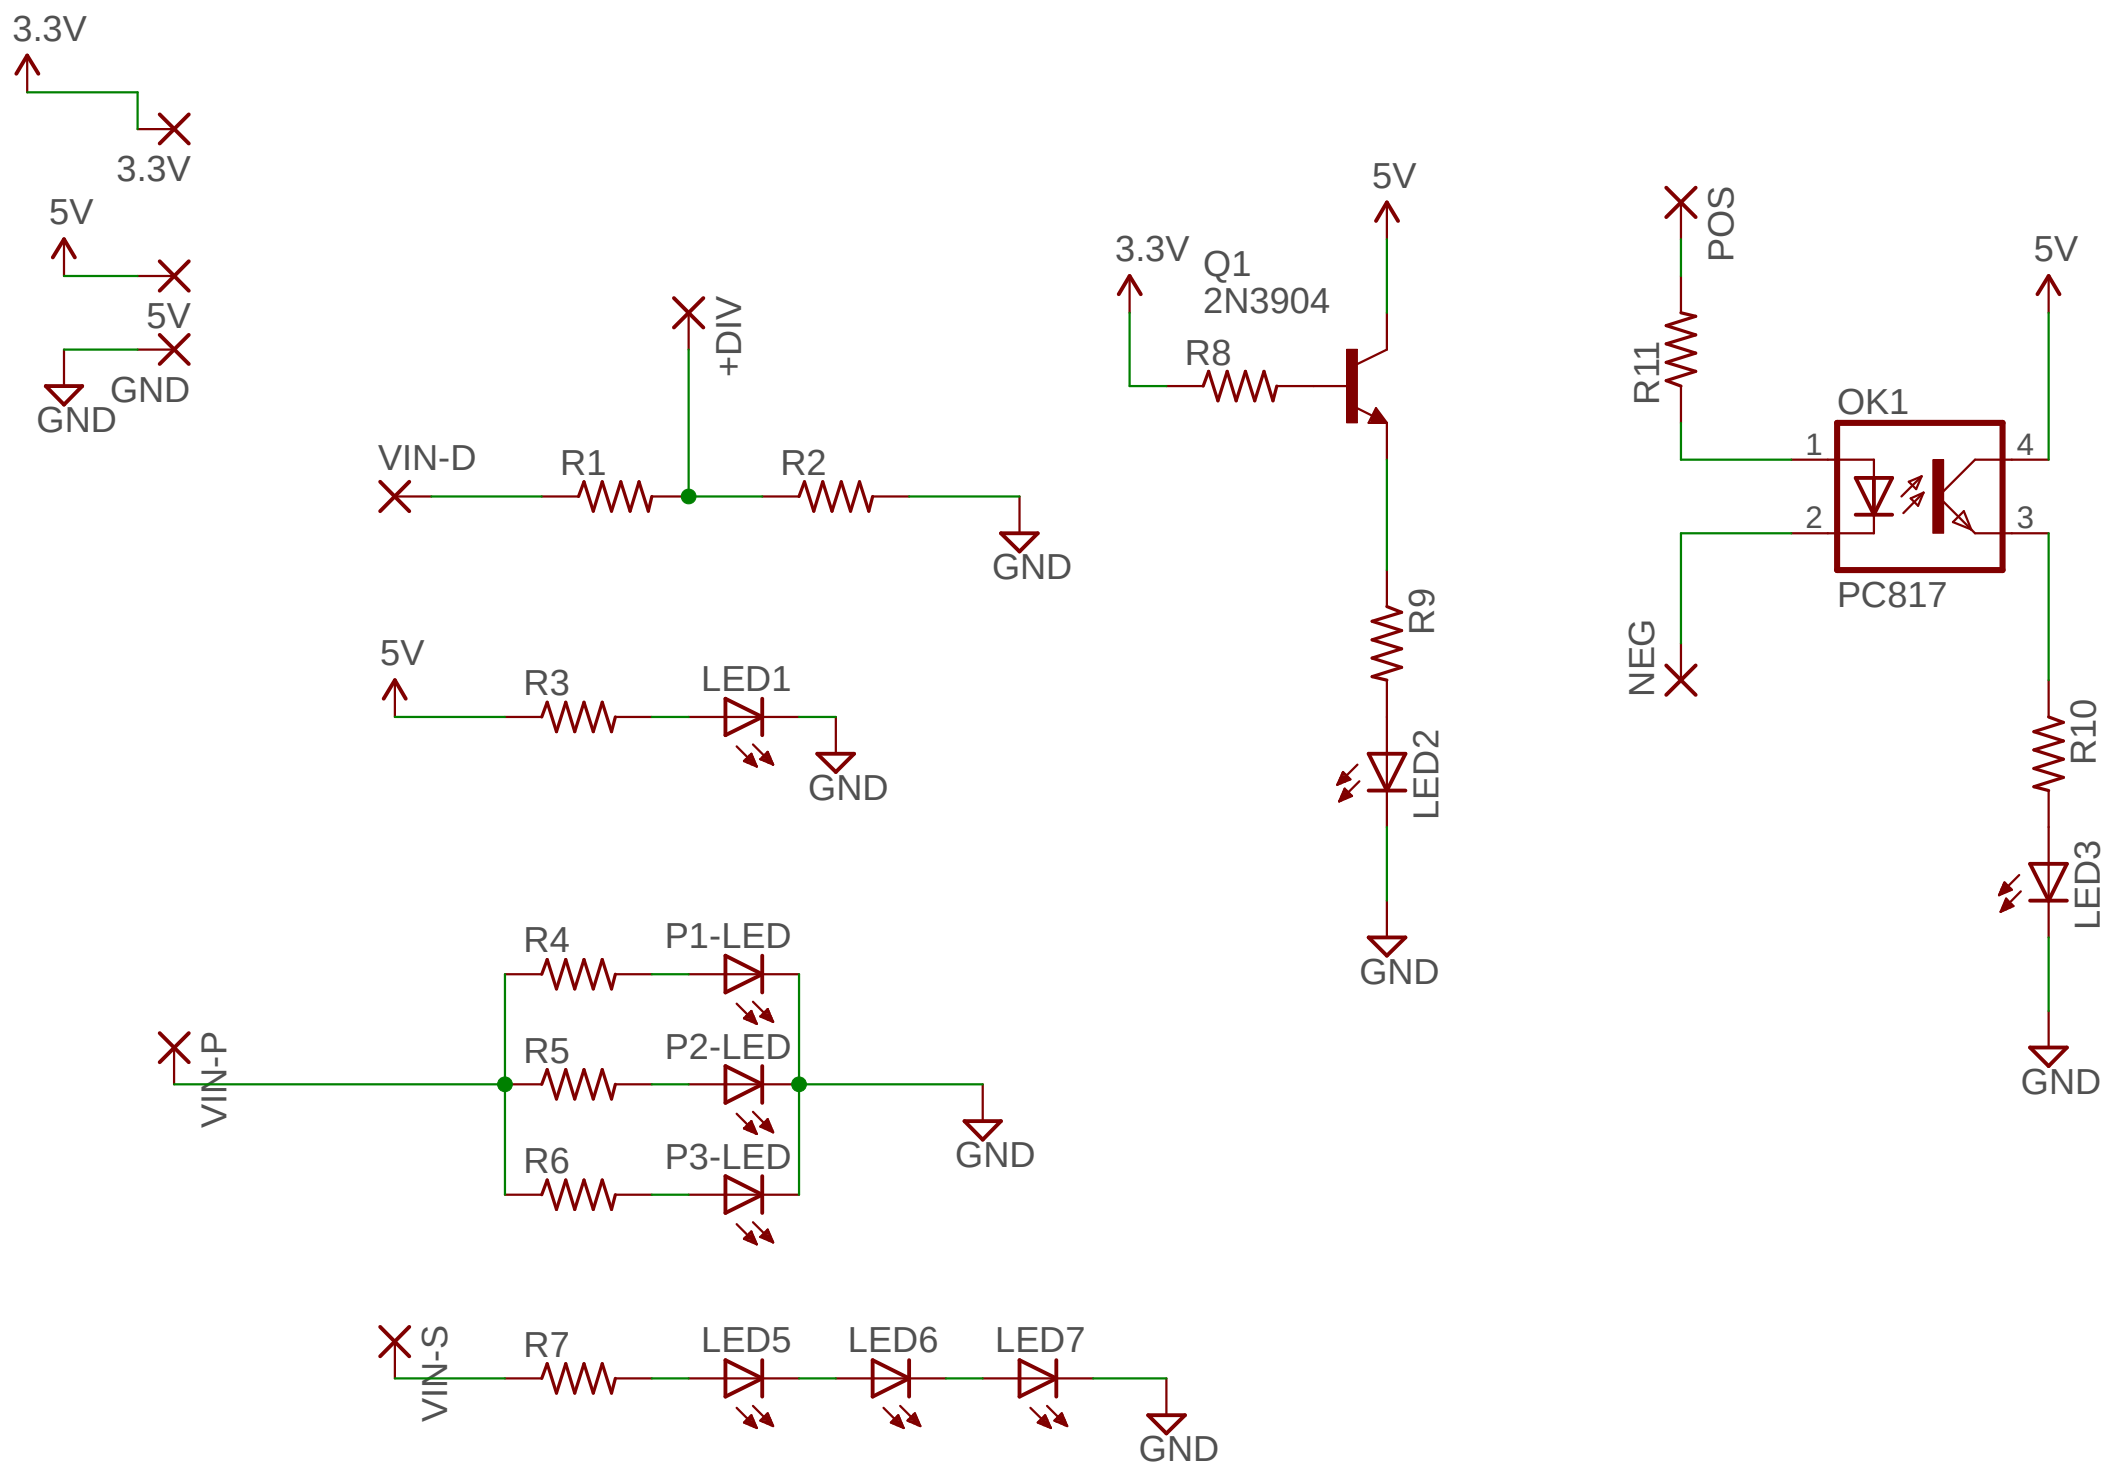 3.3V
3.3V
5V
5V
GND
GND
+DIV
VIN-D
R1
R2
GND
5V
R3
LED1
GND
R4
P1-LED
R5
P2-LED
R6
P3-LED
VIN-P
GND
VIN-S
R7
LED5
LED6
LED7
GND
5V
3.3V
Q1
2N3904
R8
R9
LED2
GND
POS
R11
5V
OK1
1
4
2
3
PC817
NEG
R10
LED3
GND